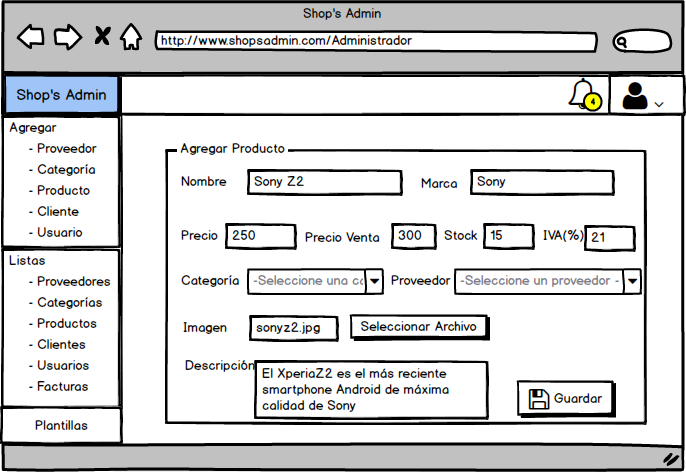 Shop's Admin
http://www.shopsadmin.com/Administrador
Shop's Admin
4
Agregar
- Proveedor
- Categoría
- Producto
- Cliente
- Usuario
Listas
- Proveedores
- Categorías
- Productos
- Clientes
- Usuarios
- Facturas
Plantillas
Agregar Producto
Nombre Sony Z2 Marca Sony
Precio 250 Precio Venta 300 Stock 15 IVA(%) 21
Categoría -Seleccione una Proveedor -Seleccione un proveedor -
Imagen sonyz2.jpg Seleccionar Archivo
Descripción
El XperiaZ2 es el más reciente
smartphone Android de máxima
calidad de Sony
Guardar